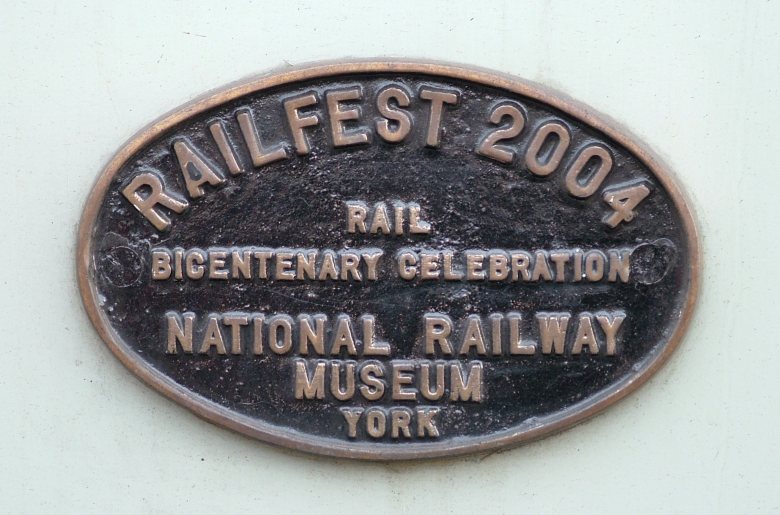 RAILFEST 2004
RAIL
BICENTENARY CELEBRATION
NATIONAL RAILWAY
MUSEUM
YORK